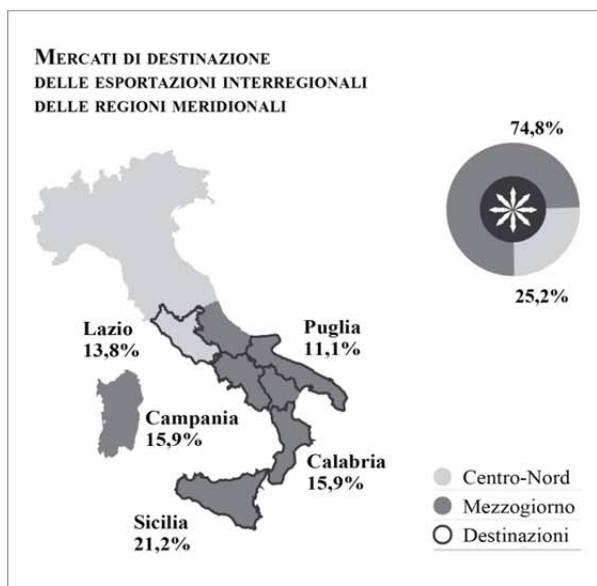 MERCATI DI DESTINAZIONE
DELLE ESPORTAZIONI INTERREGIONALI
DELLE REGIONI MERIDIONALI
74,8%
25,2%
Lazio
13,8%
Puglia
11,1%
Campania
15,9%
Calabria
15,9%
Sicilia
21,2%
Centro-Nord
Mezzogiorno
Destinazioni